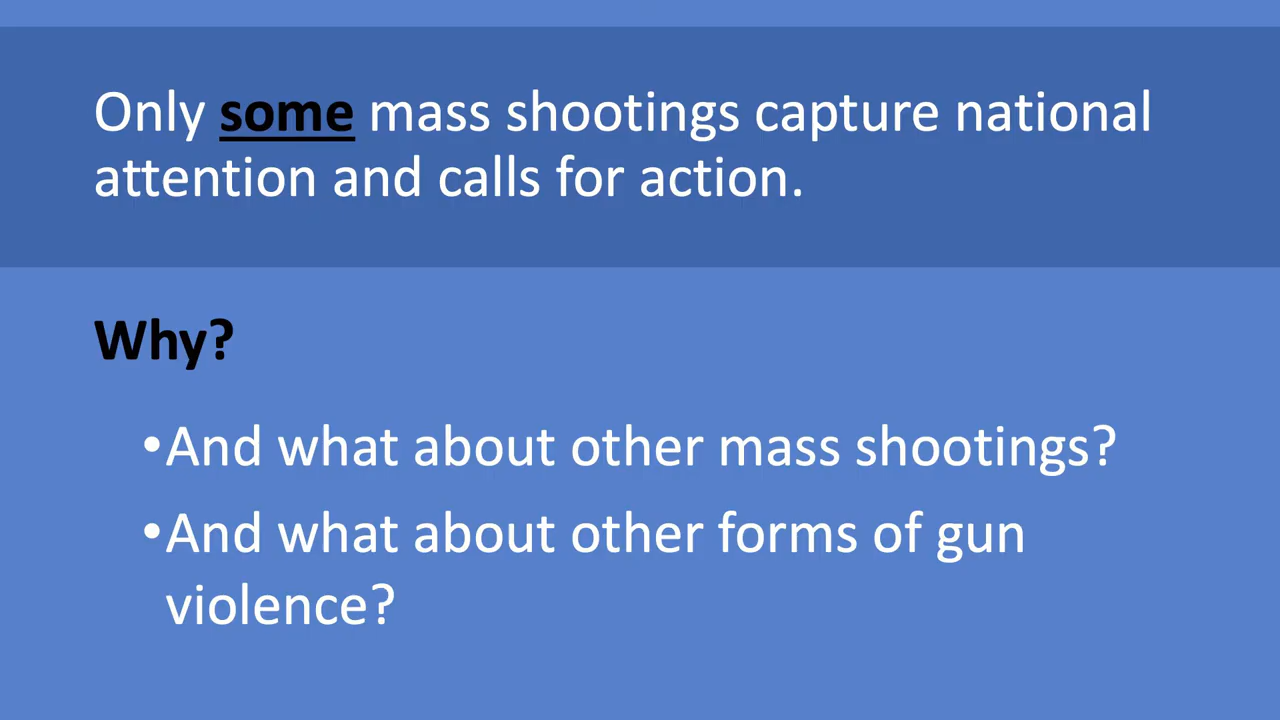 Only some mass shootings capture national
attention and calls for action.
Why?
•And what about other mass shootings?
•And what about other forms of gun
violence?